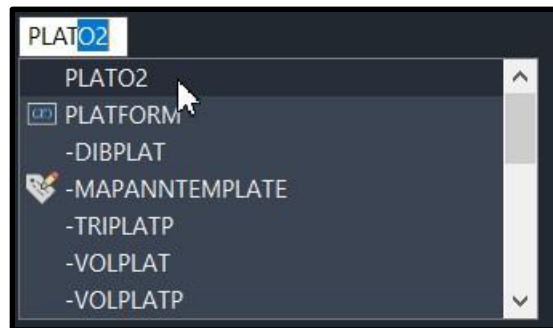 PLATO2
PLATO2
PLATFORM
-DIBPLAT
-MAPANNTEMPLATE
-TRIPLATP
-VOLPLAT
-VOLPLATP